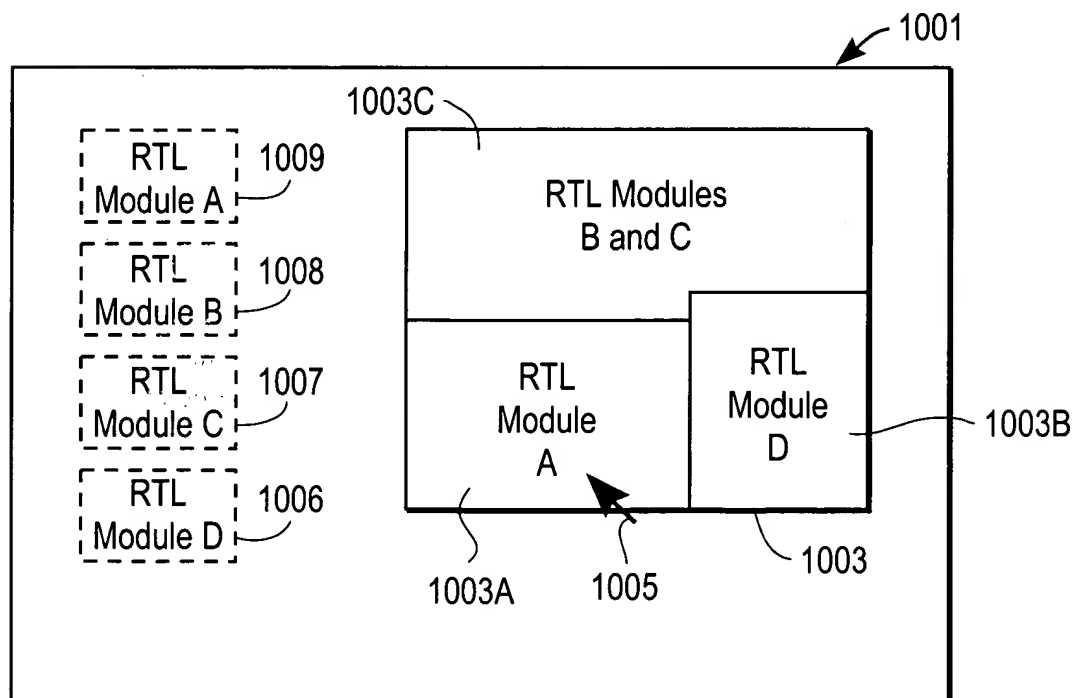 1001
1003C
RTL
Module A
1009
RTL
Module B
1008
RTL
Module C
1007
RTL
Module D
1006
RTL Modules
B and C
RTL
Module
A
RTL
Module
D
1003B
1003A
1005
1003